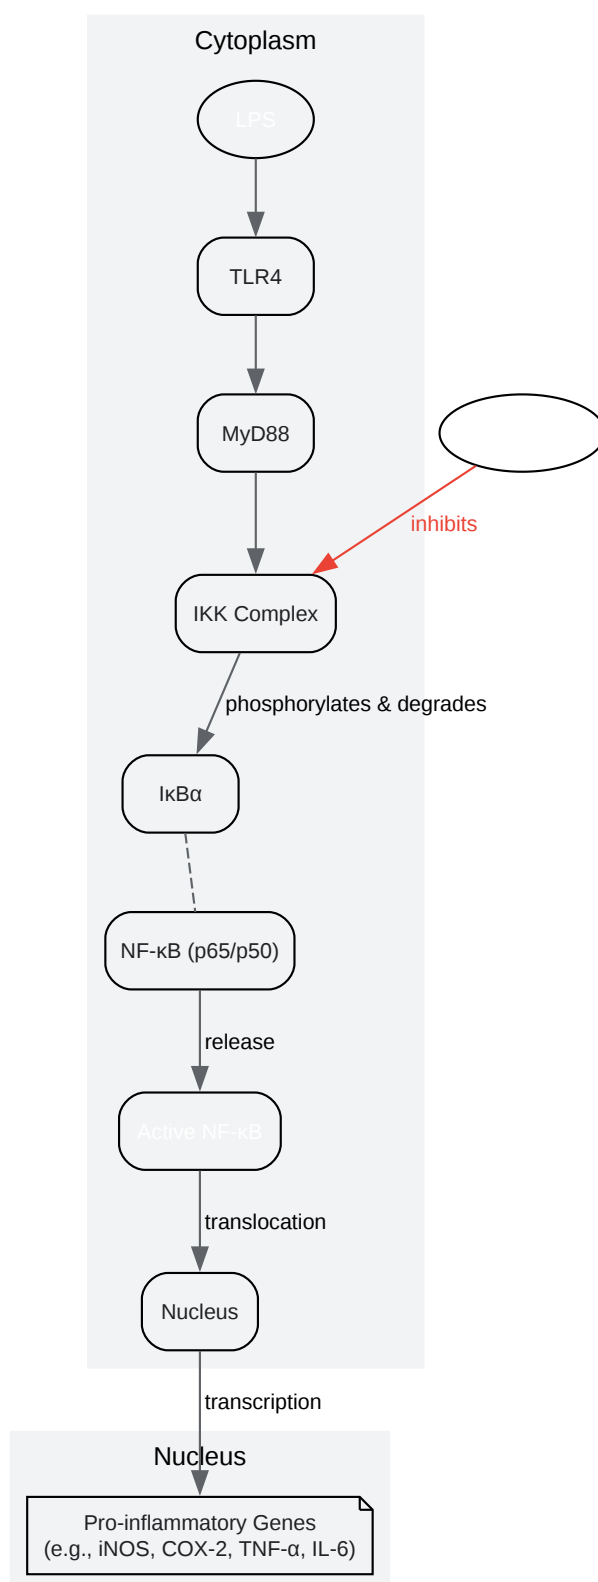 Cytoplasm
LPS
TLR4
MyD88
inhibits
IKK Complex
phosphorylates & degrades
IκBα
NF-κB (p65/p50)
release
Active NF-κB
translocation
Nucleus
transcription
Nucleus
Pro-inflammatory Genes
(e.g., iNOS, COX-2, TNF-α, IL-6)